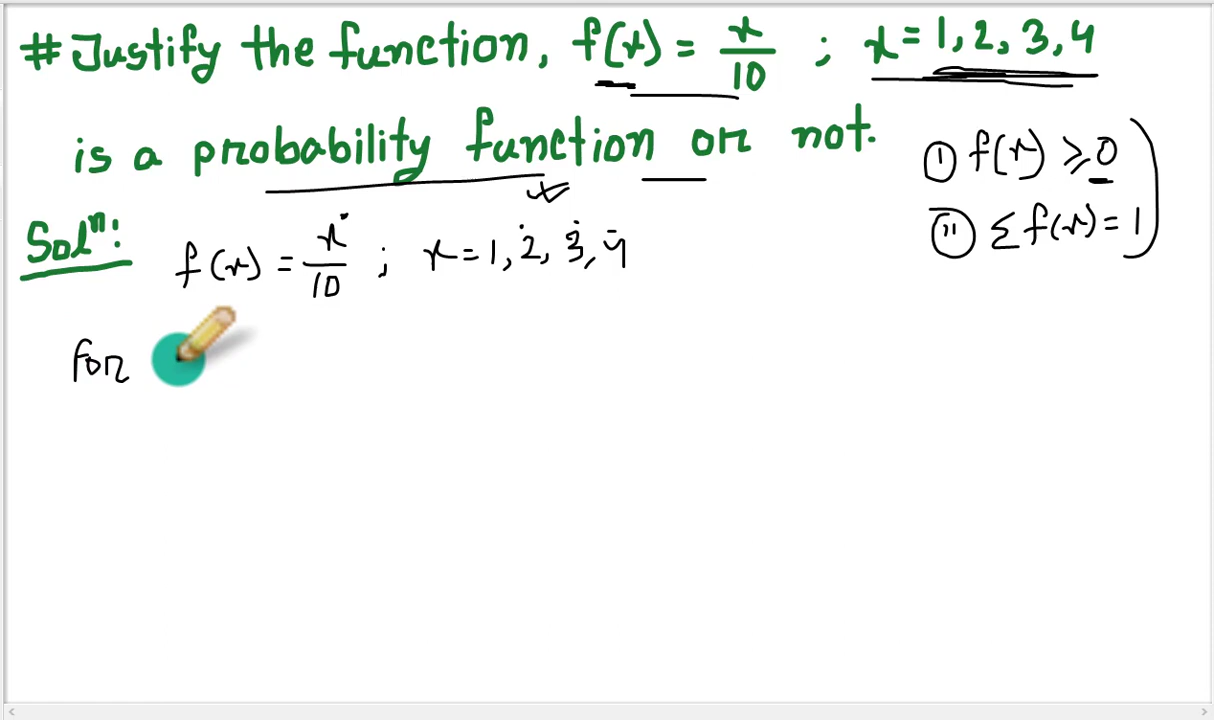 # Justify the function, f(x) = x/10 ; x = 1, 2, 3, 4
is a probability function or not.
① f(x) ≥ 0
ⅱ Σ f(x) = 1
Solⁿ:
f(x) = x/10 ; x = 1, 2, 3, 4
For